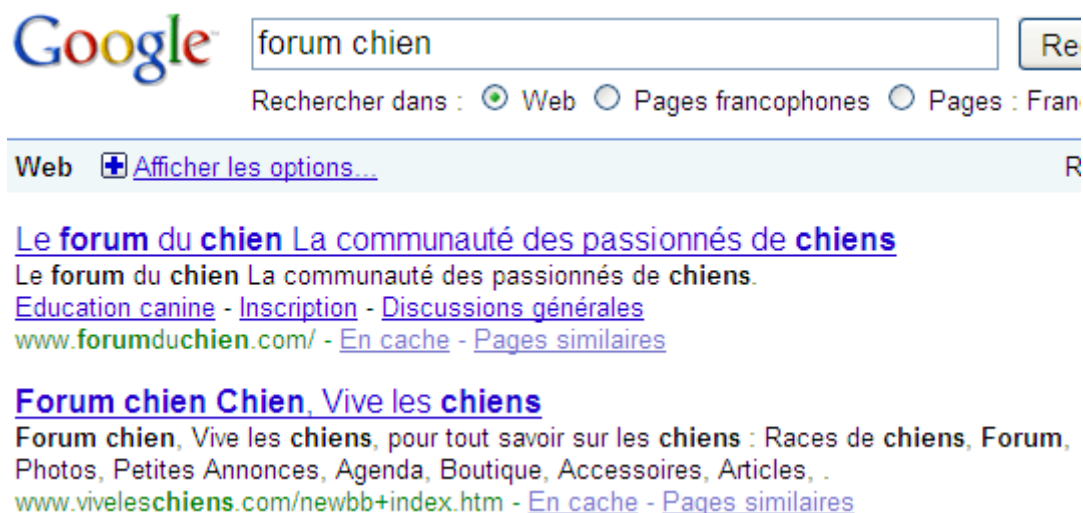 Google forum chien
Rechercher dans : Web Pages francophones Pages :
Web Afficher les options...
Le forum du chien La communauté des passionnés de chiens
Le forum du chien La communauté des passionnés de chiens.
Education canine - Inscription - Discussions générales
www.forumduchien.com/ - En cache - Pages similaires
Forum chien Chien, Vive les chiens
Forum chien, Vive les chiens, pour tout savoir sur les chiens : Races de chiens, Forum,
Photos, Petites Annonces, Agenda, Boutique, Accessoires, Articles, .
www.viveleschiens.com/newbb+index.htm - En cache - Pages similaires